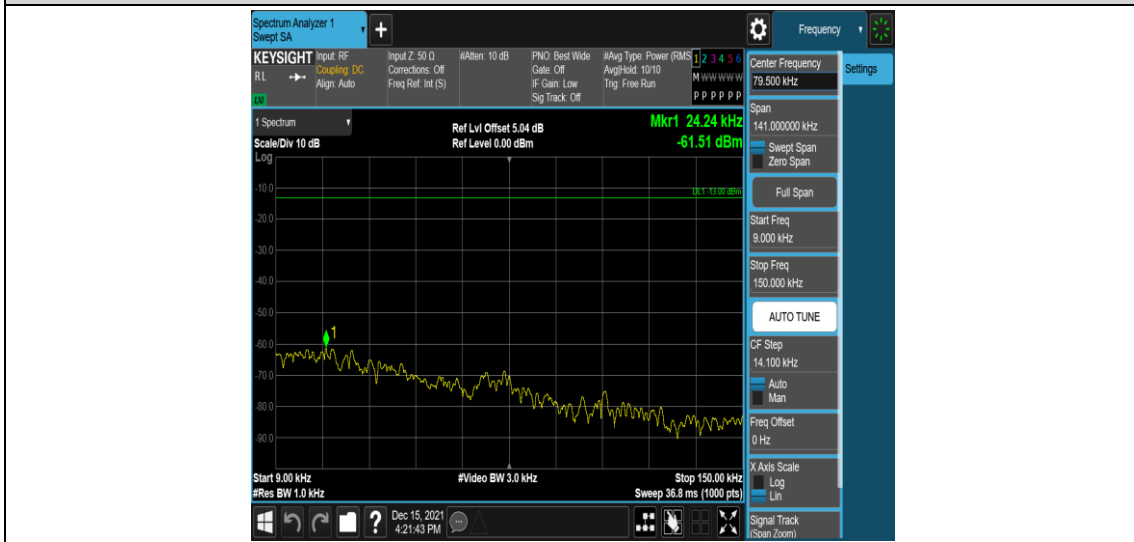 Spectrum Analyzer 1
Swept SA
+
Frequency
KEYSIGHT
RL
LXI
Input: RF
Coupling: DC
Align: Auto
Input Z: 50 Ω
Corrections: Off
Freq Ref: Int (S)
#Atten: 10 dB
PNO: Best Wide
Gate: Off
IF Gain: Low
Sig Track: Off
#Avg Type: Power (RMS
Avg|Hold: 10/10
Trig: Free Run
1 2 3 4 5 6
M W W W W W
P P P P P P
1 Spectrum
Scale/Div 10 dB
Log
Ref Lvl Offset 5.04 dB
Ref Level 0.00 dBm
Mkr1 24.24 kHz
-61.51 dBm
-10.0
DL1 -13.00 dBm
-20.0
-30.0
-40.0
-50.0
1
-60.0
-70.0
-80.0
-90.0
Start 9.00 kHz
#Video BW 3.0 kHz
Stop 150.00 kHz
#Res BW 1.0 kHz
Sweep 36.8 ms (1000 pts)
?
Dec 15, 2021
4:21:43 PM
Center Frequency
79.500 kHz
Settings
Span
141.000000 kHz
Swept Span
Zero Span
Full Span
Start Freq
9.000 kHz
Stop Freq
150.000 kHz
AUTO TUNE
CF Step
14.100 kHz
Auto
Man
Freq Offset
0 Hz
X Axis Scale
Log
Lin
Signal Track
(Span Zoom)